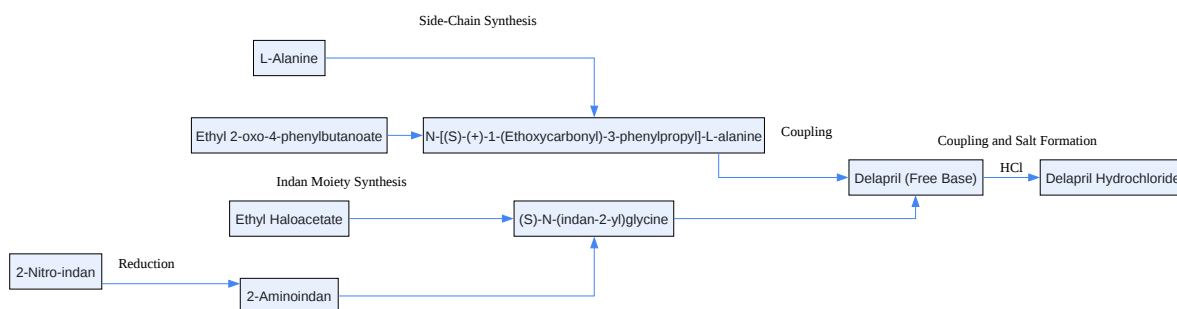 Side-Chain Synthesis
L-Alanine
Ethyl 2-oxo-4-phenylbutanoate
N-[(S)-(+)-1-(Ethoxycarbonyl)-3-phenylpropyl]-L-alanine
Coupling
Coupling and Salt Formation
Delapril (Free Base)
HCl
Delapril Hydrochloride
Indan Moiety Synthesis
Ethyl Haloacetate
(S)-N-(indan-2-yl)glycine
2-Nitro-indan
Reduction
2-Aminoindan